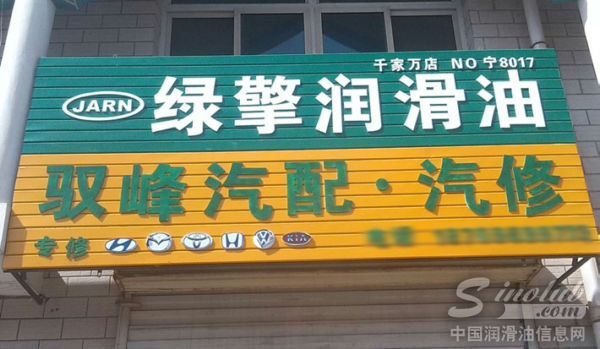 千家万店 NO 宁8017
JARN 绿擎润滑油
驭峰汽配·汽修
专修 KIA
Sinolub.com
中国润滑油信息网